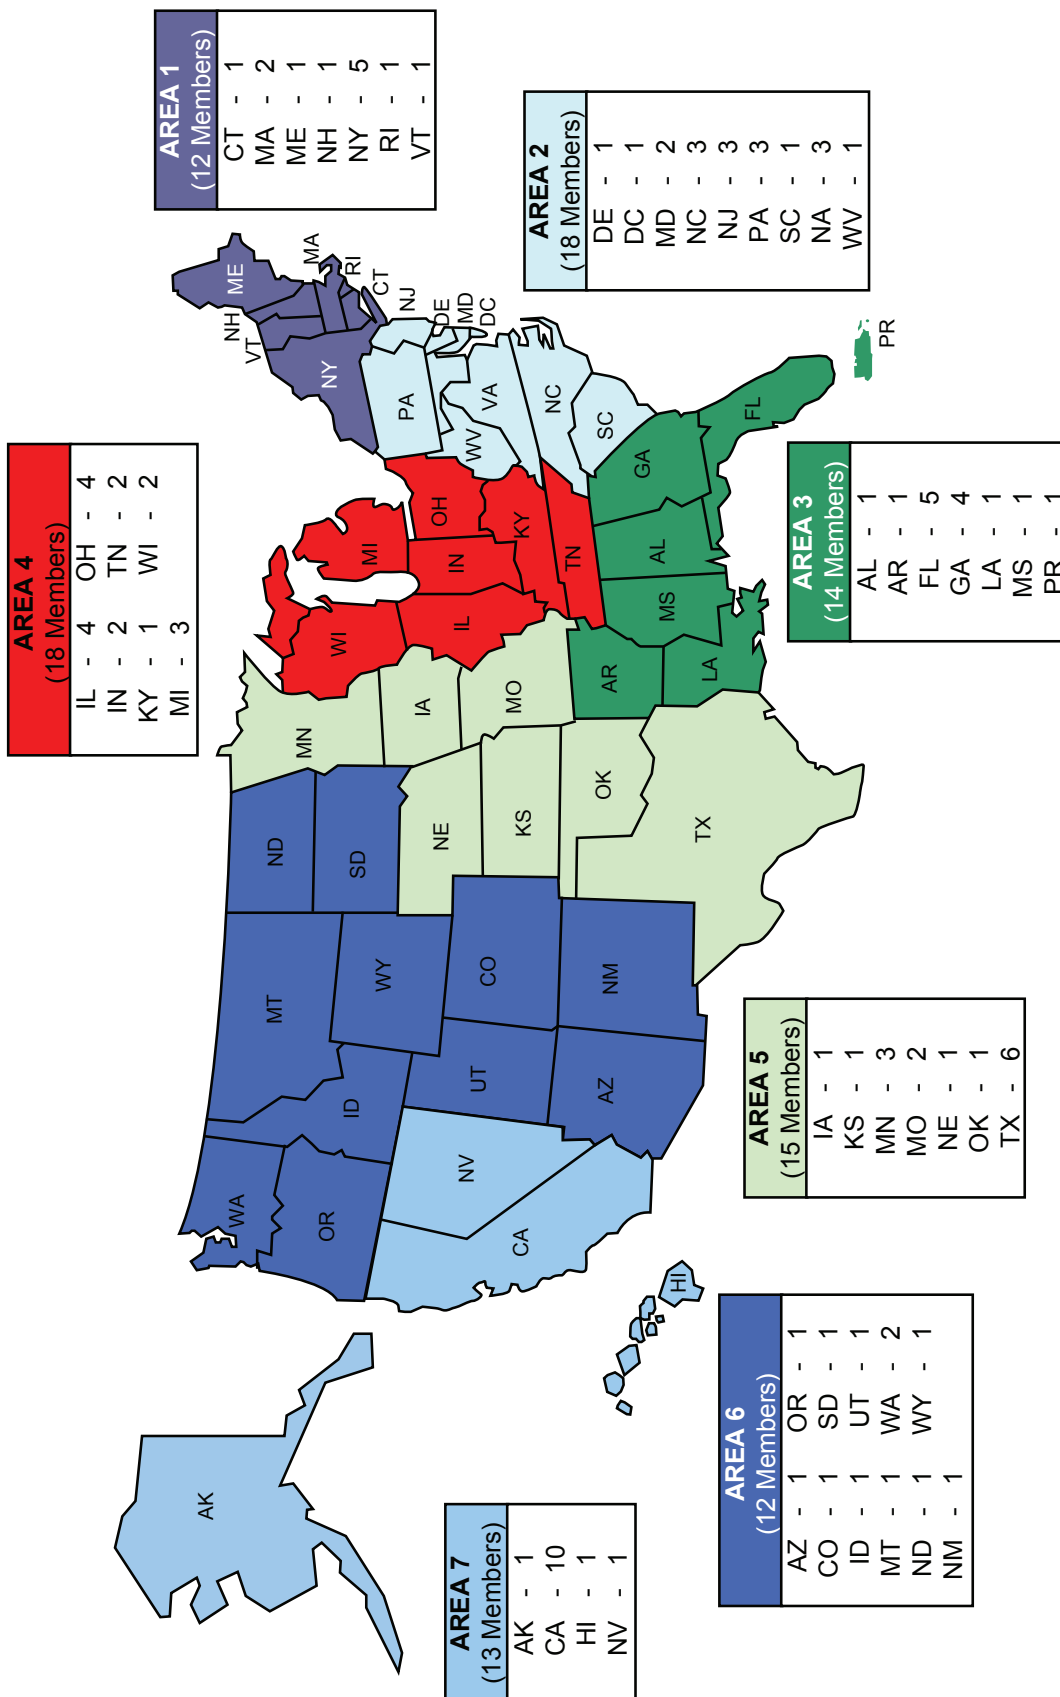 AREA 1
(12 Members)
CT - 1
MA - 2
ME - 1
NH - 1
NY - 5
RI - 1
VT - 1
AREA 2
(18 Members)
DE - 1
DC - 1
MD - 2
NC - 3
NJ - 3
PA - 3
SC - 1
NA - 3
WV - 1
AREA 3
(14 Members)
AL - 1
AR - 1
FL - 5
GA - 4
LA - 1
MS - 1
PR - 1
AREA 4
(18 Members)
IL - 4 OH - 4
IN - 2 TN - 2
KY - 1 WI - 2
MI - 3
AREA 5
(15 Members)
IA - 1
KS - 1
MN - 3
MO - 2
NE - 1
OK - 1
TX - 6
AREA 6
(12 Members)
AZ - 1 OR - 1
CO - 1 SD - 1
ID - 1 UT - 1
MT - 1 WA - 2
ND - 1 WY - 1
NM - 1
AREA 7
(13 Members)
AK - 1
CA - 10
HI - 1
NV - 1
AK
HI
WA
OR
CA
NV
ID
MT
WY
UT
CO
AZ
NM
ND
SD
NE
KS
OK
TX
MN
IA
MO
WI
IL
MI
IN
OH
KY
TN
AR
LA
MS
AL
GA
FL
PR
SC
NC
VA
WV
PA
NY
VT
NH
ME
MA
RI
CT
NJ
DE
MD
DC